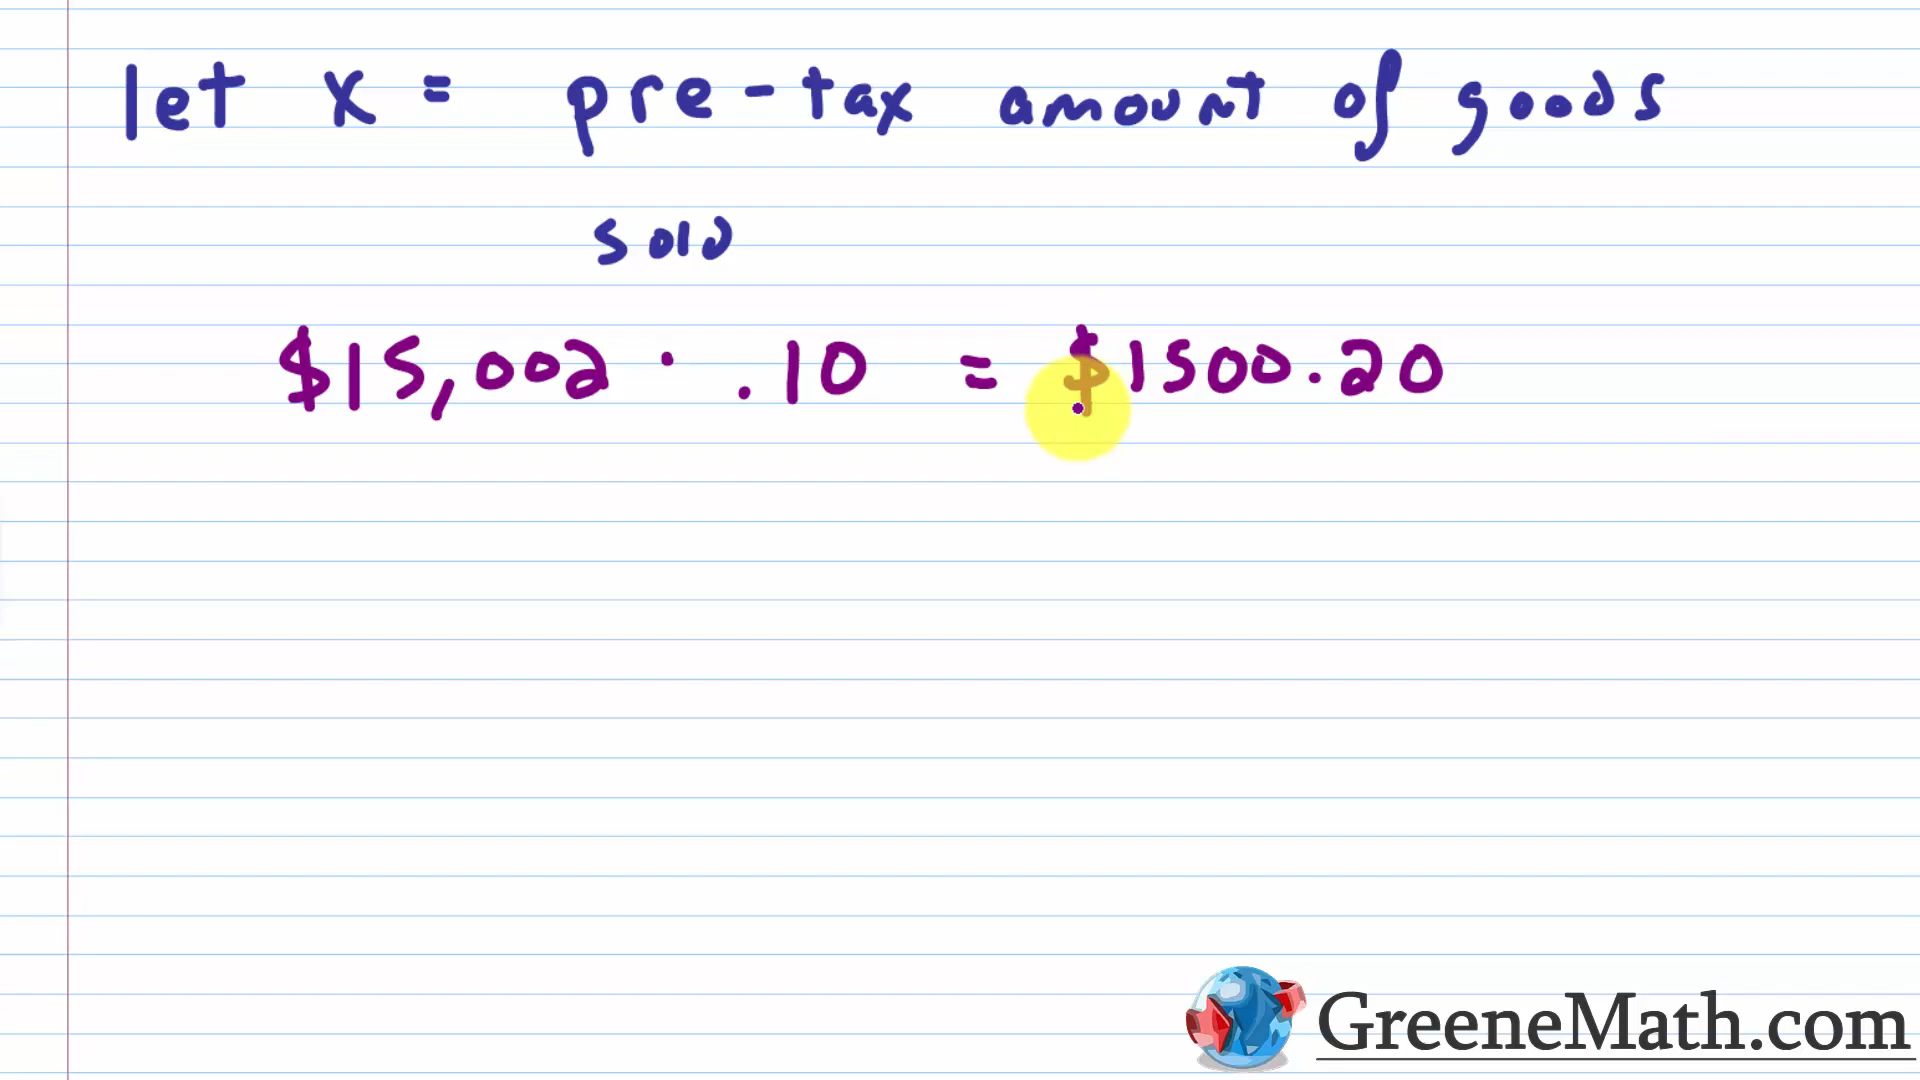 let x = pre-tax amount of goods
sold
$15,002 · .10 = $1500.20
GreeneMath.com